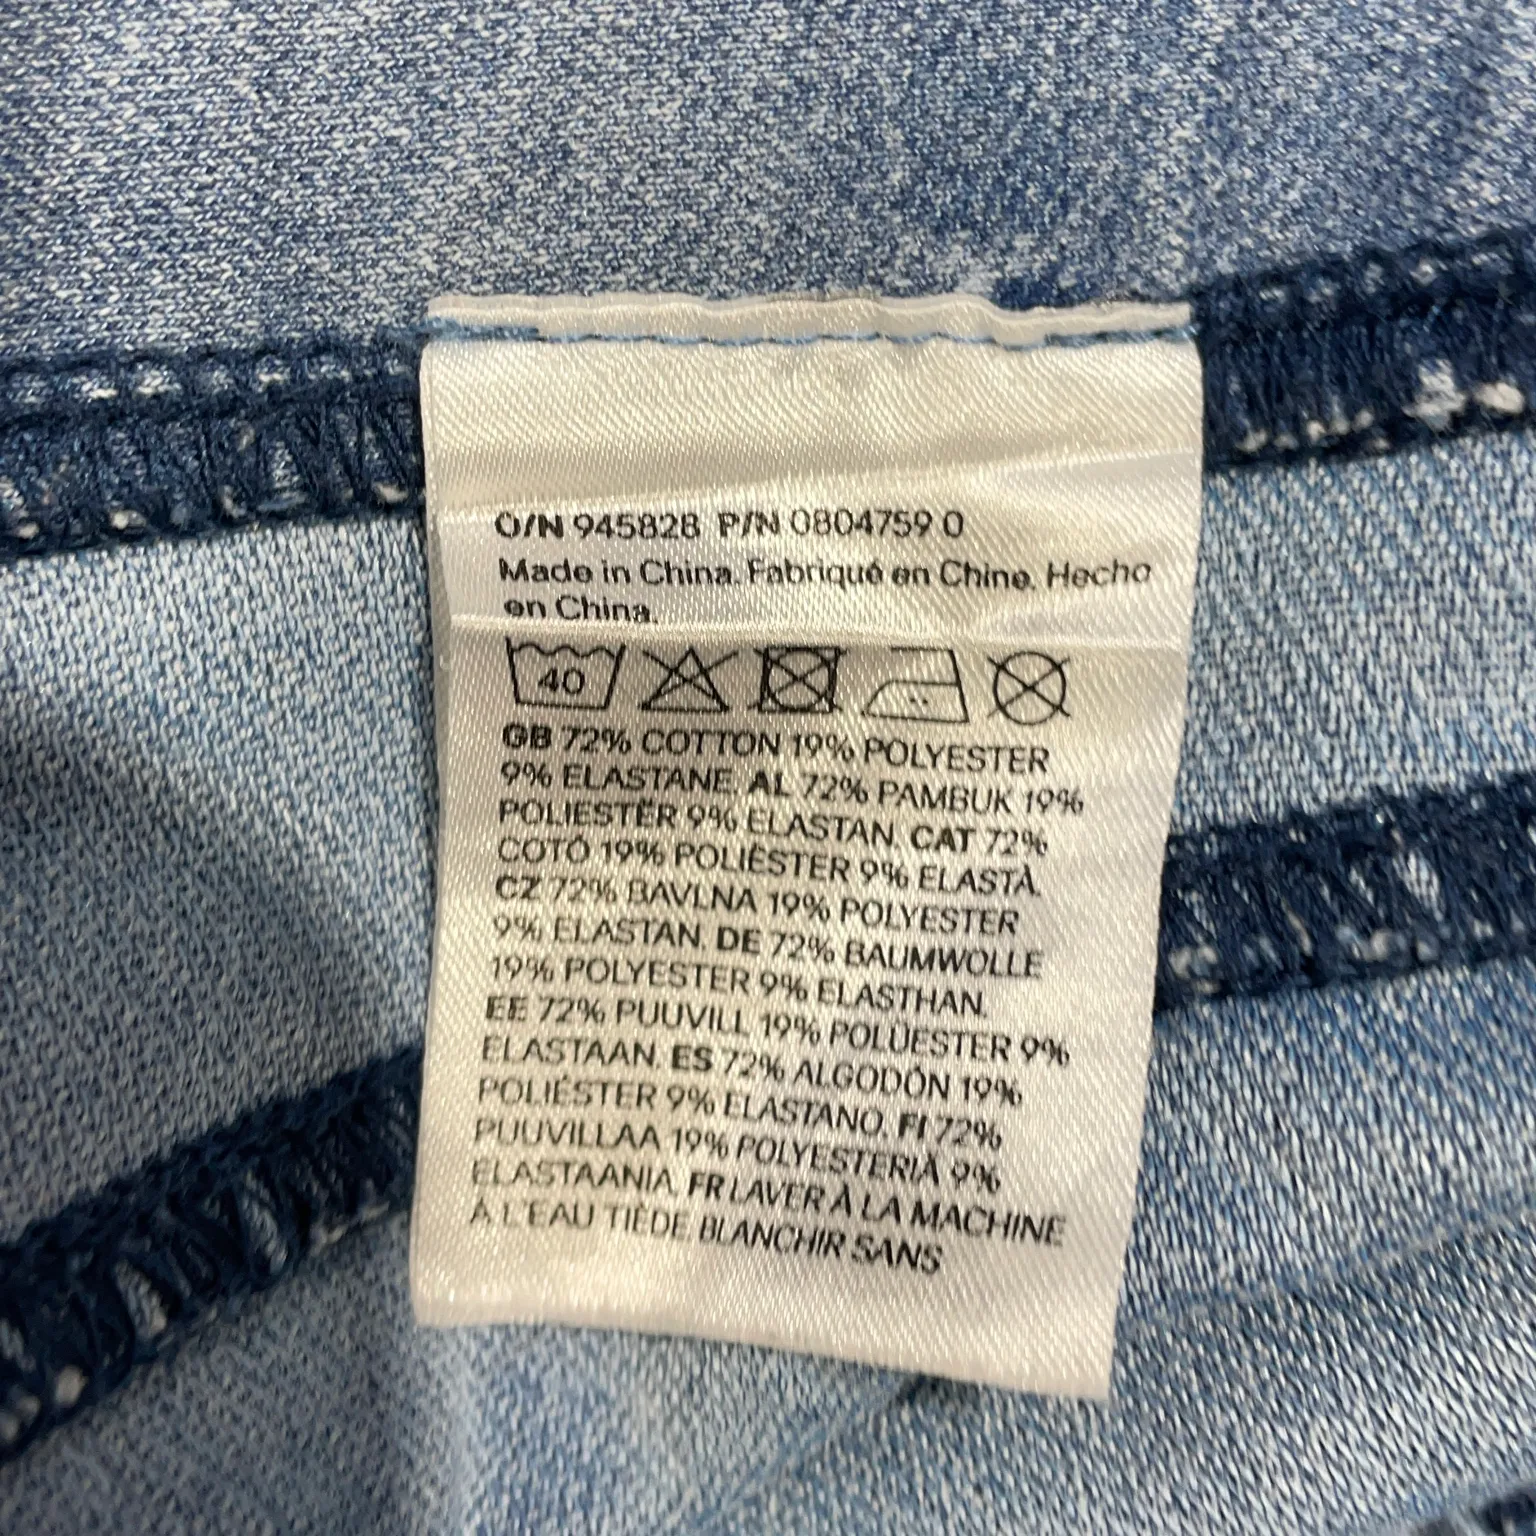 O/N 945828 P/N 0804759 0
Made in China. Fabriqué en Chine. Hecho
en China.
40
GB 72% COTTON 19% POLYESTER
9% ELASTANE. AL 72% PAMBUK 19%
POLIESTËR 9% ELASTAN. CAT 72%
COTÓ 19% POLIÈSTER 9% ELASTÀ.
CZ 72% BAVLNA 19% POLYESTER
9% ELASTAN. DE 72% BAUMWOLLE
19% POLYESTER 9% ELASTHAN.
EE 72% PUUVILL 19% POLÜESTER 9%
ELASTAAN. ES 72% ALGODÓN 19%
POLIÉSTER 9% ELASTANO. FI 72%
PUUVILLAA 19% POLYESTERIÄ 9%
ELASTAANIA. FR LAVER À LA MACHINE
À L'EAU TIÈDE. BLANCHIR SANS